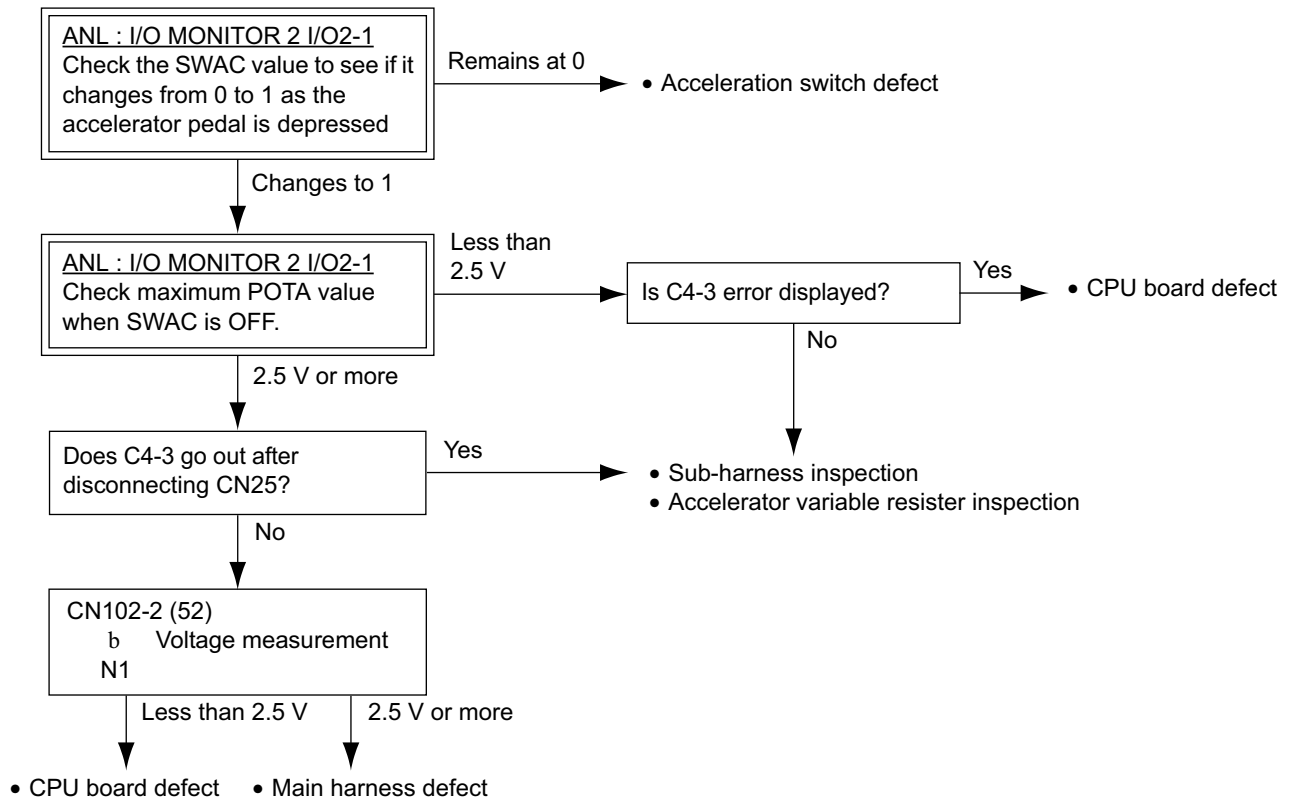 ANL : I/O MONITOR 2 I/O2-1
Check the SWAC value to see if it
changes from 0 to 1 as the
accelerator pedal is depressed
Remains at 0
• Acceleration switch defect
Changes to 1
ANL : I/O MONITOR 2 I/O2-1
Check maximum POTA value
when SWAC is OFF.
Less than
2.5 V
Is C4-3 error displayed?
Yes
• CPU board defect
No
2.5 V or more
Does C4-3 go out after
disconnecting CN25?
Yes
• Sub-harness inspection
• Accelerator variable resister inspection
No
CN102-2 (52)
b Voltage measurement
N1
Less than 2.5 V
2.5 V or more
• CPU board defect
• Main harness defect